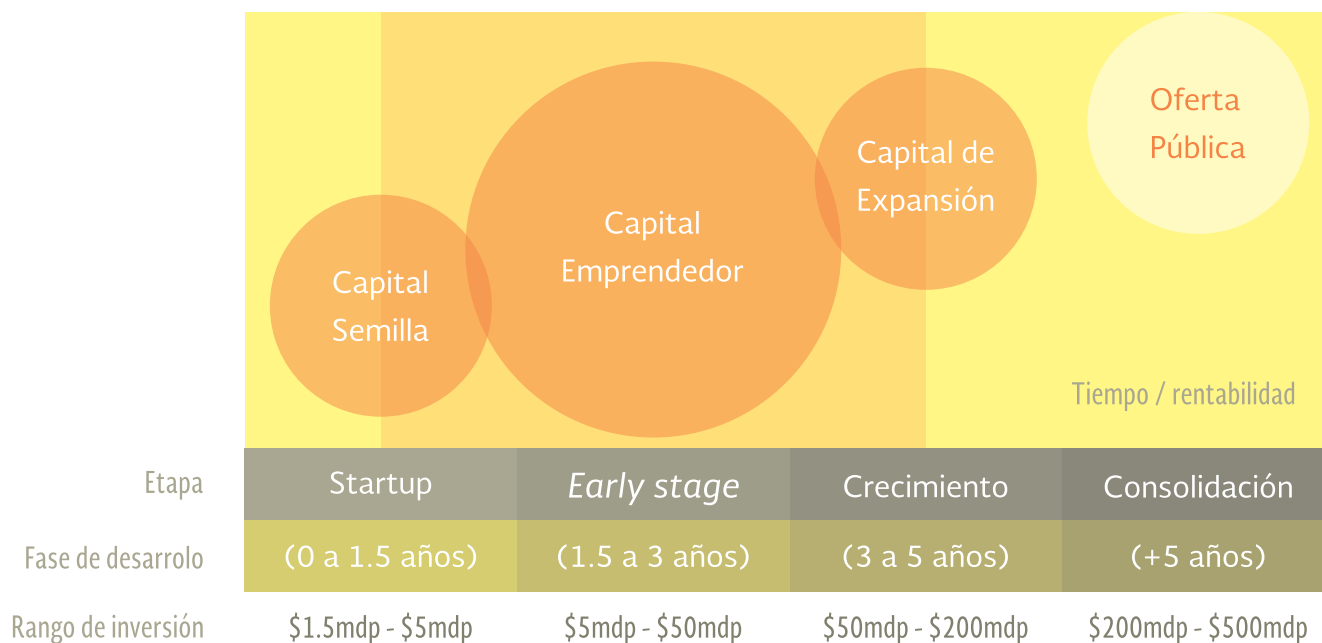 Oferta
Pública
Capital de
Expansión
Capital
Emprendedor
Capital
Semilla
Tiempo / rentabilidad
Etapa Startup Early stage Crecimiento Consolidación
Fase de desarrolo (0 a 1.5 años) (1.5 a 3 años) (3 a 5 años) (+5 años)
Rango de inversión $1.5mdp - $5mdp $5mdp - $50mdp $50mdp - $200mdp $200mdp - $500mdp